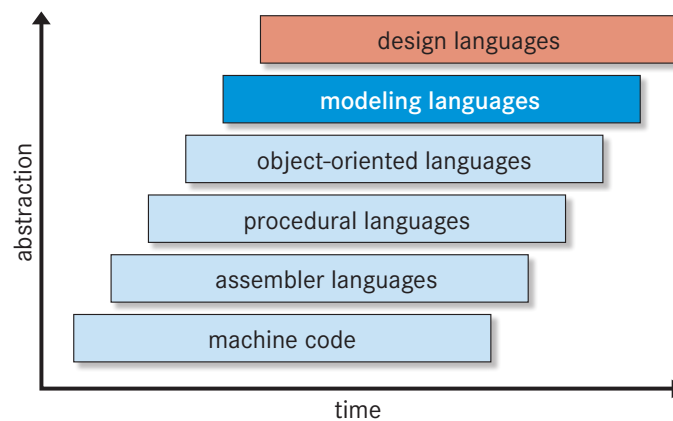 design languages
modeling languages
object-oriented languages
procedural languages
assembler languages
machine code
abstraction
time